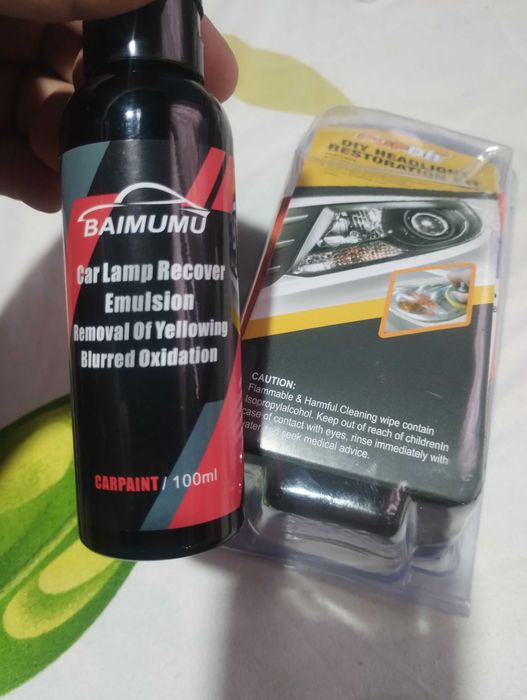 BAIMUMU
Car Lamp Recover
Emulsion
Removal Of Yellowing
Blurred Oxidation
CARPAINT / 100ml
DIY HEADLIGHT
RESTORATION
CAUTION:
Flammable & Harmful.Cleaning wipe contain
Isopropylalcohol. Keep out of reach of childrenIn
case of contact with eyes, rinse immediately with
seek medical advice.